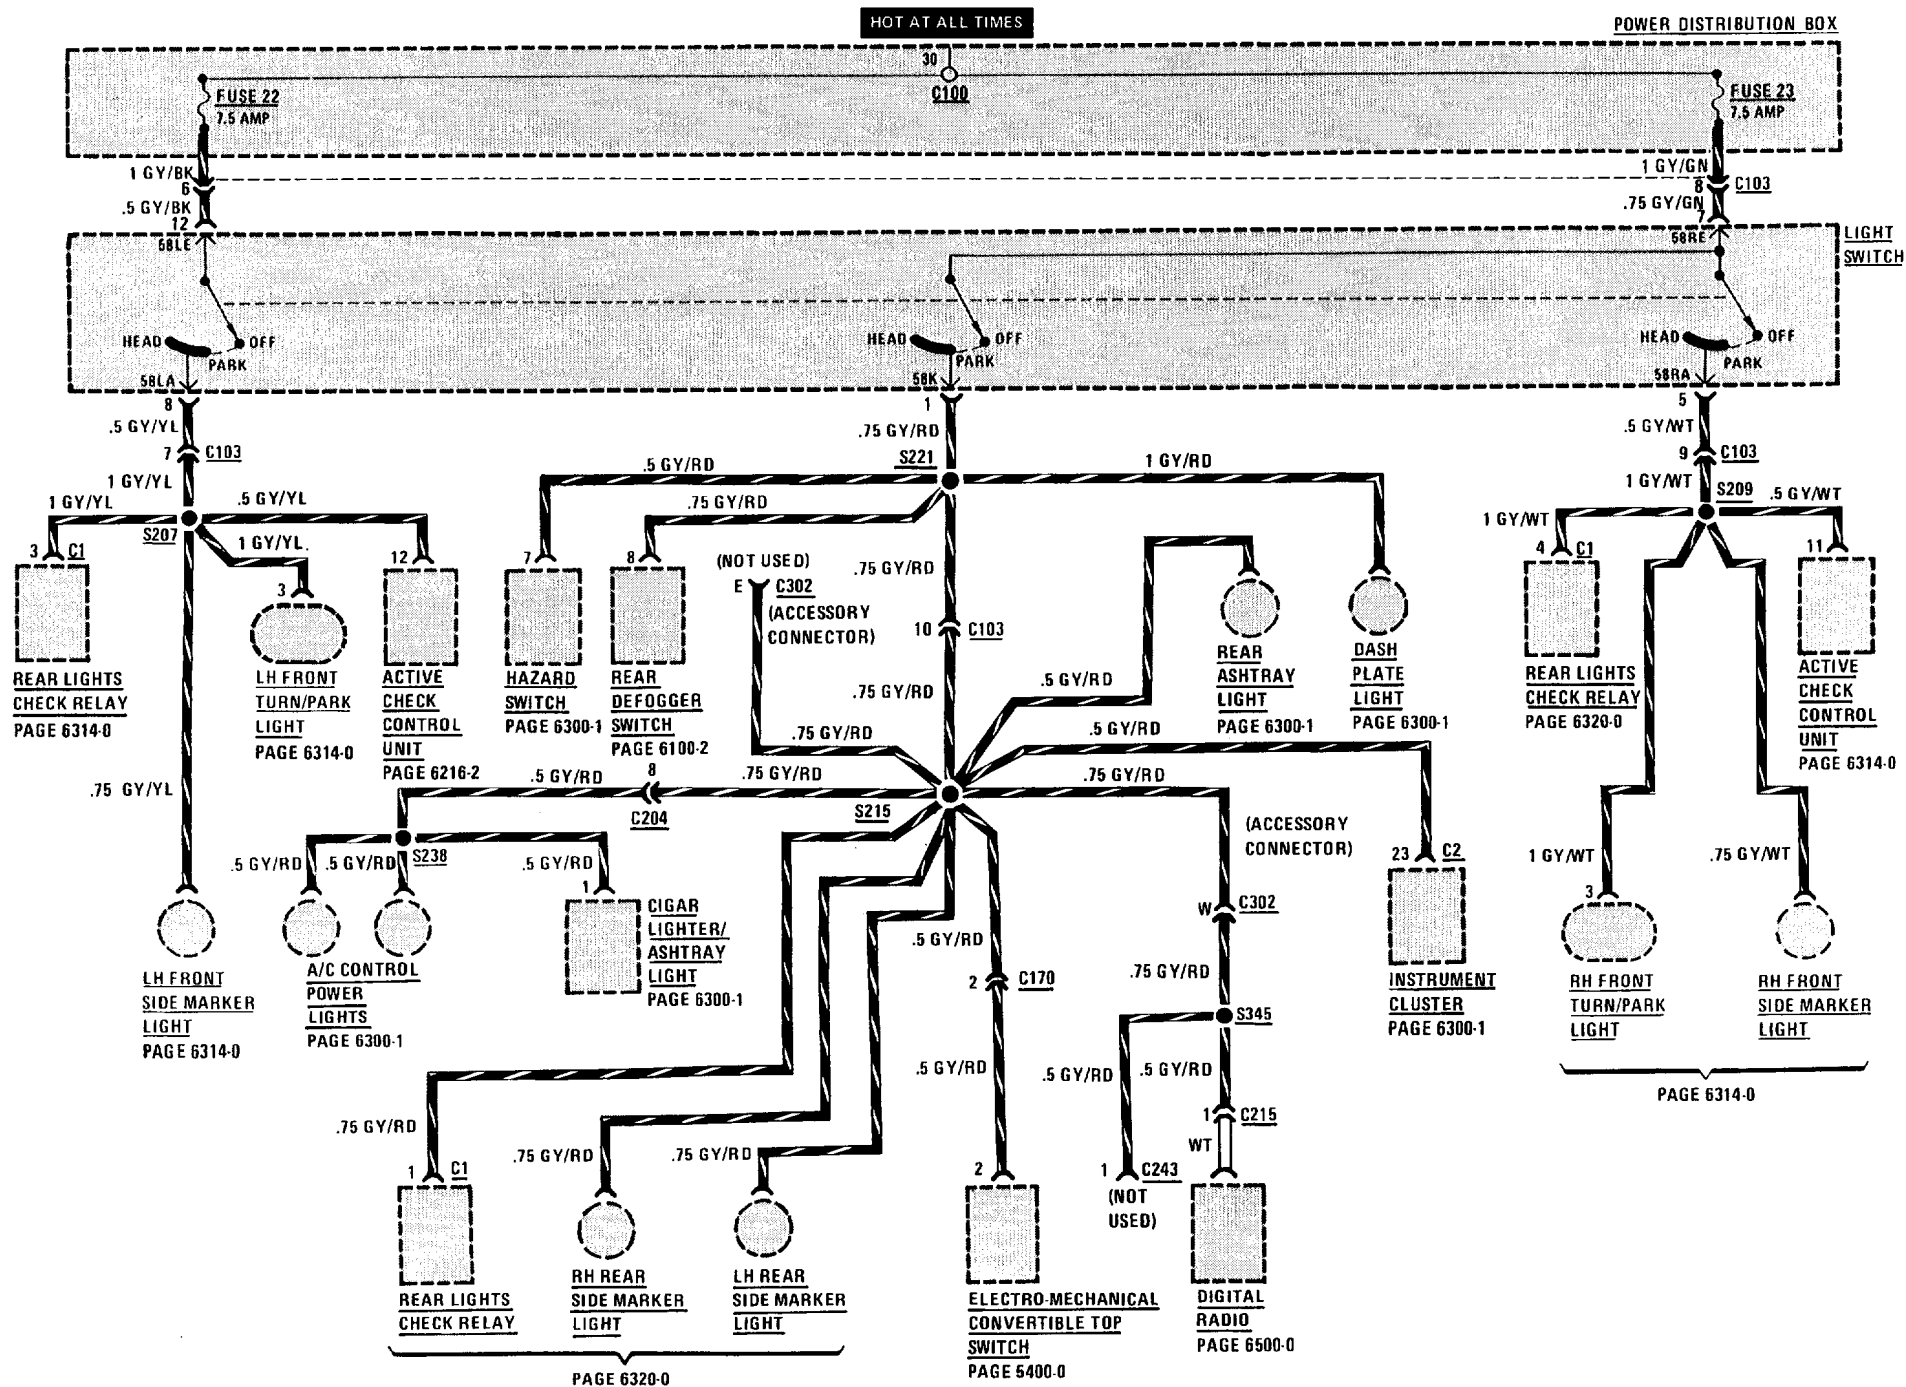 HOT AT ALL TIMES
POWER DISTRIBUTION BOX
30
C100
FUSE 22
7.5 AMP
FUSE 23
7.5 AMP
1 GY/BK
6
.5 GY/BK
12
1 GY/GN
8
C103
.75 GY/GN
7
58LE
58RE
LIGHT
SWITCH
HEAD
OFF
PARK
HEAD
OFF
PARK
HEAD
OFF
PARK
58LA
58K
58RA
8
.5 GY/YL
7
C103
1 GY/YL
1 GY/YL
.5 GY/YL
S207
1 GY/YL.
3
C1
3
12
REAR LIGHTS
CHECK RELAY
PAGE 6314-0
LH FRONT
TURN/PARK
LIGHT
PAGE 6314-0
ACTIVE
CHECK
CONTROL
UNIT
PAGE 6216-2
.75 GY/YL
LH FRONT
SIDE MARKER
LIGHT
PAGE 6314-0
1
.75 GY/RD
S221
.5 GY/RD
1 GY/RD
.75 GY/RD
7
8
HAZARD
SWITCH
PAGE 6300-1
REAR
DEFOGGER
SWITCH
PAGE 6100-2
(NOT USED)
E
C302
(ACCESSORY
CONNECTOR)
.75 GY/RD
10
C103
.75 GY/RD
REAR
ASHTRAY
LIGHT
PAGE 6300-1
DASH
PLATE
LIGHT
PAGE 6300-1
.5 GY/RD
.75 GY/RD
.5 GY/RD
.5 GY/RD
8
.75 GY/RD
.75 GY/RD
C204
S215
S238
.5 GY/RD
.5 GY/RD
.5 GY/RD
1
A/C CONTROL
POWER
LIGHTS
PAGE 6300-1
CIGAR
LIGHTER/
ASHTRAY
LIGHT
PAGE 6300-1
(ACCESSORY
CONNECTOR)
23
C2
INSTRUMENT
CLUSTER
PAGE 6300-1
W
C302
.5 GY/RD
2
C170
.75 GY/RD
S345
.5 GY/RD
.5 GY/RD
.5 GY/RD
1
C215
WT
1
C243
(NOT
USED)
2
.75 GY/RD
1
C1
.75 GY/RD
.75 GY/RD
REAR LIGHTS
CHECK RELAY
RH REAR
SIDE MARKER
LIGHT
LH REAR
SIDE MARKER
LIGHT
PAGE 6320-0
ELECTRO-MECHANICAL
CONVERTIBLE TOP
SWITCH
PAGE 5400-0
DIGITAL
RADIO
PAGE 6500-0
5
.5 GY/WT
9
C103
1 GY/WT
S209
.5 GY/WT
1 GY/WT
4
C1
11
REAR LIGHTS
CHECK RELAY
PAGE 6320-0
ACTIVE
CHECK
CONTROL
UNIT
PAGE 6314-0
1 GY/WT
.75 GY/WT
3
RH FRONT
TURN/PARK
LIGHT
RH FRONT
SIDE MARKER
LIGHT
PAGE 6314-0